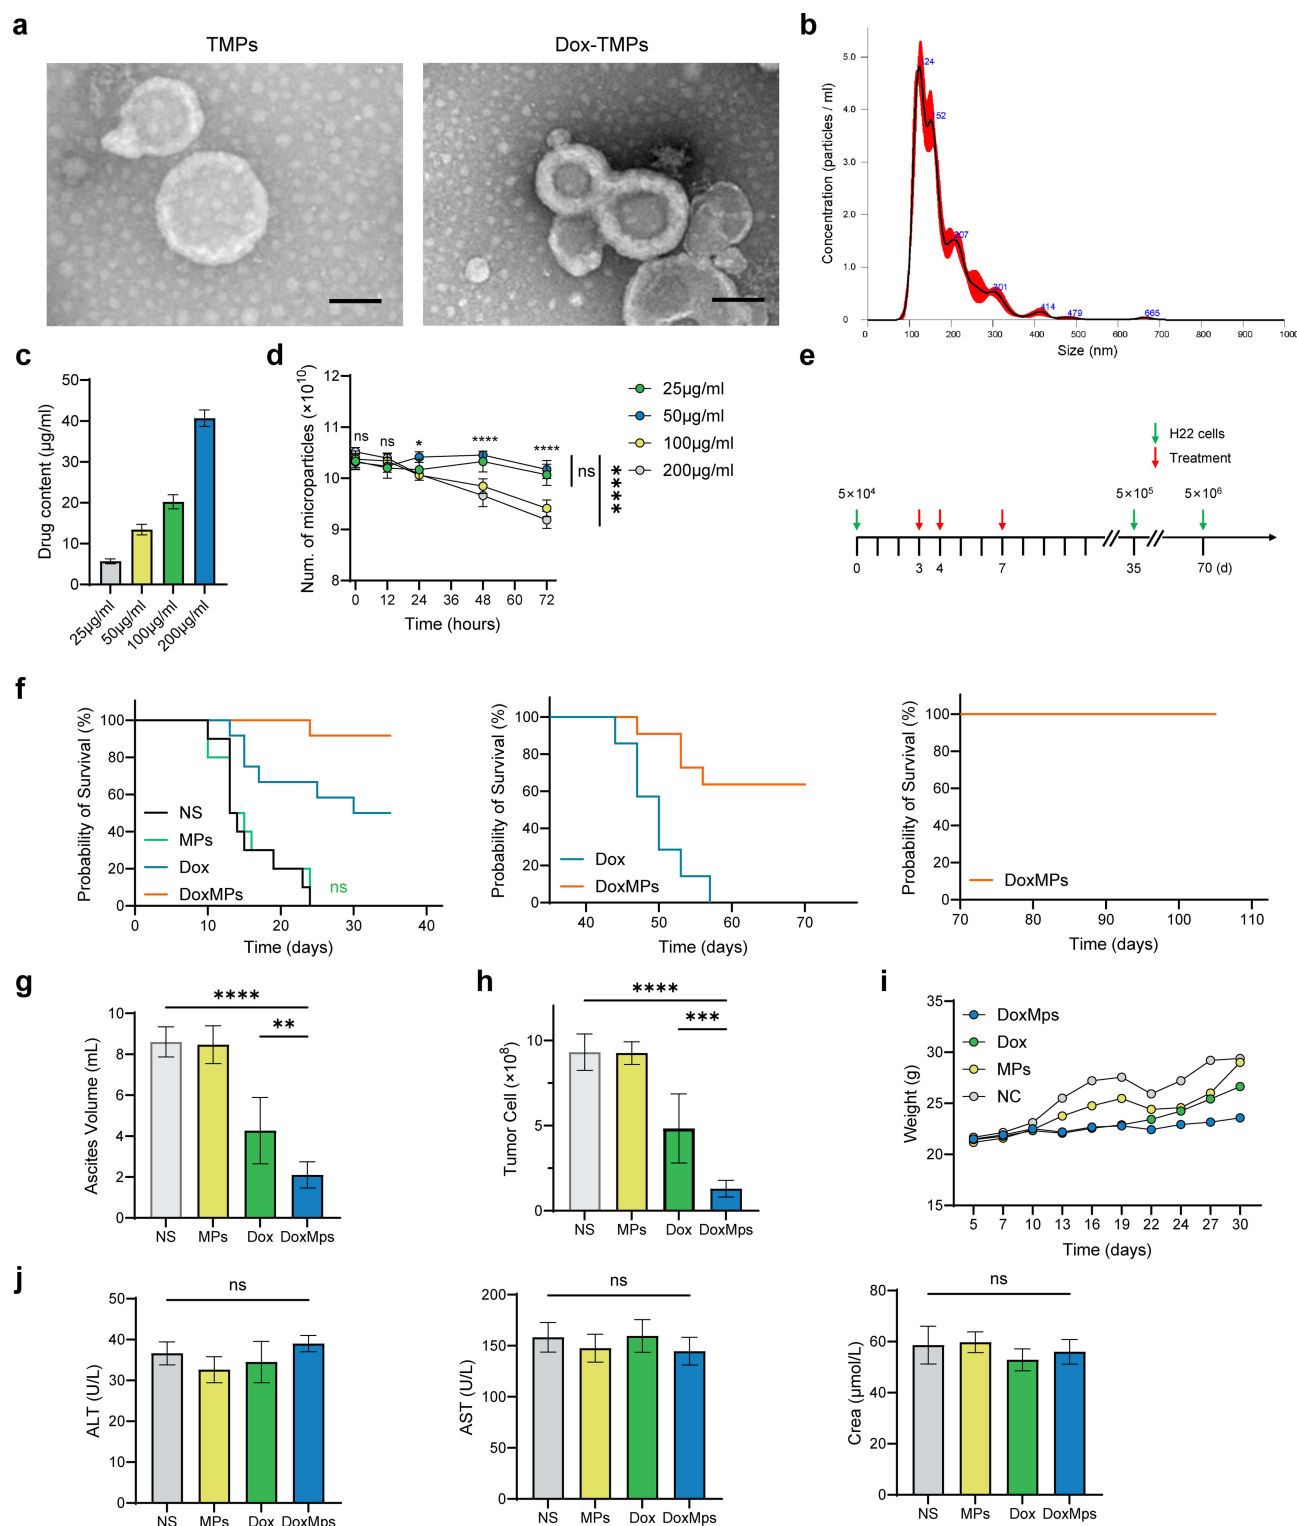 a
TMPs
Dox-TMPs
b
Concentration (particles / ml)
5.0
4.0
3.0
2.0
1.0
0
152
301
414
479
665
0 100 200 300 400 500 600 700 800 900 1000
Size (nm)
c
Drug content (µg/ml)
50
40
30
20
10
0
25µg/ml 50µg/ml 100µg/ml 200µg/ml
d
Num. of microparticles (×10¹⁰)
12
11
10
9
8
ns ns * **** ****
ns
****
25µg/ml
50µg/ml
100µg/ml
200µg/ml
0 12 24 36 48 60 72
Time (hours)
e
H22 cells
Treatment
5×10⁴ 5×10⁵ 5×10⁶
0 3 4 7 35 70 (d)
f
Probability of Survival (%)
100
80
60
40
20
0
NS
MPs
Dox
DoxMPs
ns
0 10 20 30 40
Time (days)
Probability of Survival (%)
100
80
60
40
20
0
Dox
DoxMPs
40 50 60 70
Time (days)
Probability of Survival (%)
100
80
60
40
20
0
DoxMPs
70 80 90 100 110
Time (days)
g
Ascites Volume (mL)
10
8
6
4
2
0
****
**
NS MPs Dox DoxMps
h
Tumor Cell (×10⁸)
10
5
0
****
***
NS MPs Dox DoxMps
i
Weight (g)
35
30
25
20
15
DoxMps
Dox
MPs
NC
5 7 10 13 16 19 22 24 27 30
Time (days)
j
ALT (U/L)
50
40
30
20
10
0
ns
NS MPs Dox DoxMps
AST (U/L)
200
150
100
50
0
ns
NS MPs Dox DoxMps
Crea (µmol/L)
80
60
40
20
0
ns
NS MPs Dox DoxMps